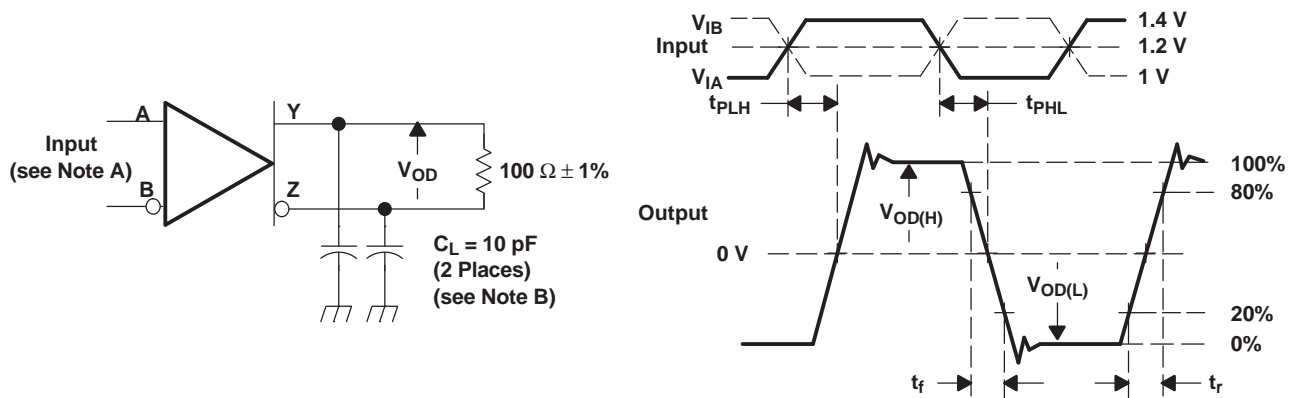 Input
(see Note A)
A
B
Y
Z
V_OD
100 Ω ± 1%
C_L = 10 pF
(2 Places)
(see Note B)
V_IB
Input
V_IA
1.4 V
1.2 V
1 V
t_PLH
t_PHL
Output
0 V
V_OD(H)
V_OD(L)
100%
80%
20%
0%
t_f
t_r